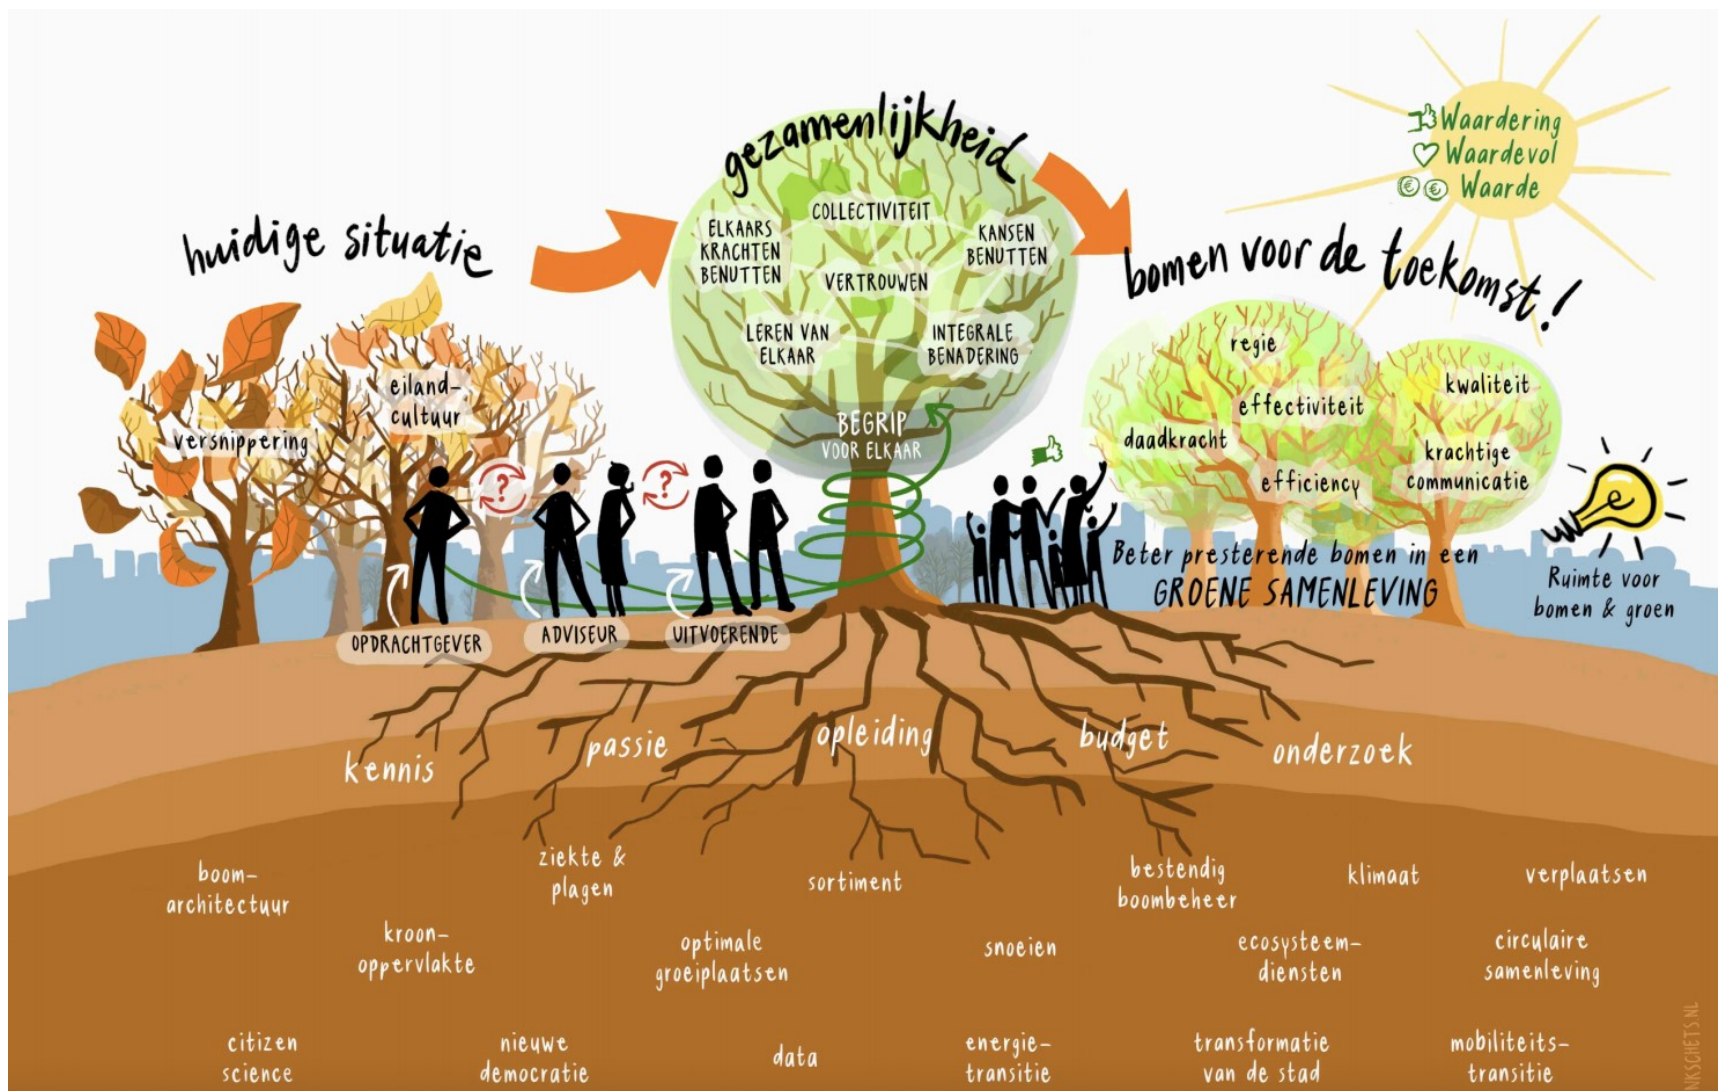 huidige situatie
gezamenlijkheid
bomen voor de toekomst!
Waardering
Waardevol
€ € Waarde
versnippering
eiland-
cultuur
COLLECTIVITEIT
ELKAARS
KRACHTEN
BENUTTEN
KANSEN
BENUTTEN
VERTROUWEN
LEREN VAN
ELKAAR
INTEGRALE
BENADERING
BEGRIP
VOOR ELKAAR
?
?
regie
effectiviteit
daadkracht
efficiency
kwaliteit
krachtige
communicatie
Beter presterende bomen in een
GROENE SAMENLEVING
Ruimte voor
bomen & groen
OPDRACHTGEVER
ADVISEUR
UITVOERENDE
kennis
passie
opleiding
budget
onderzoek
boom-
architectuur
ziekte &
plagen
sortiment
bestendig
boombeheer
klimaat
verplaatsen
kroon-
oppervlakte
optimale
groeiplaatsen
snoeien
ecosysteem-
diensten
circulaire
samenleving
citizen
science
nieuwe
democratie
data
energie-
transitie
transformatie
van de stad
mobiliteits-
transitie
NKSCHETS.NL